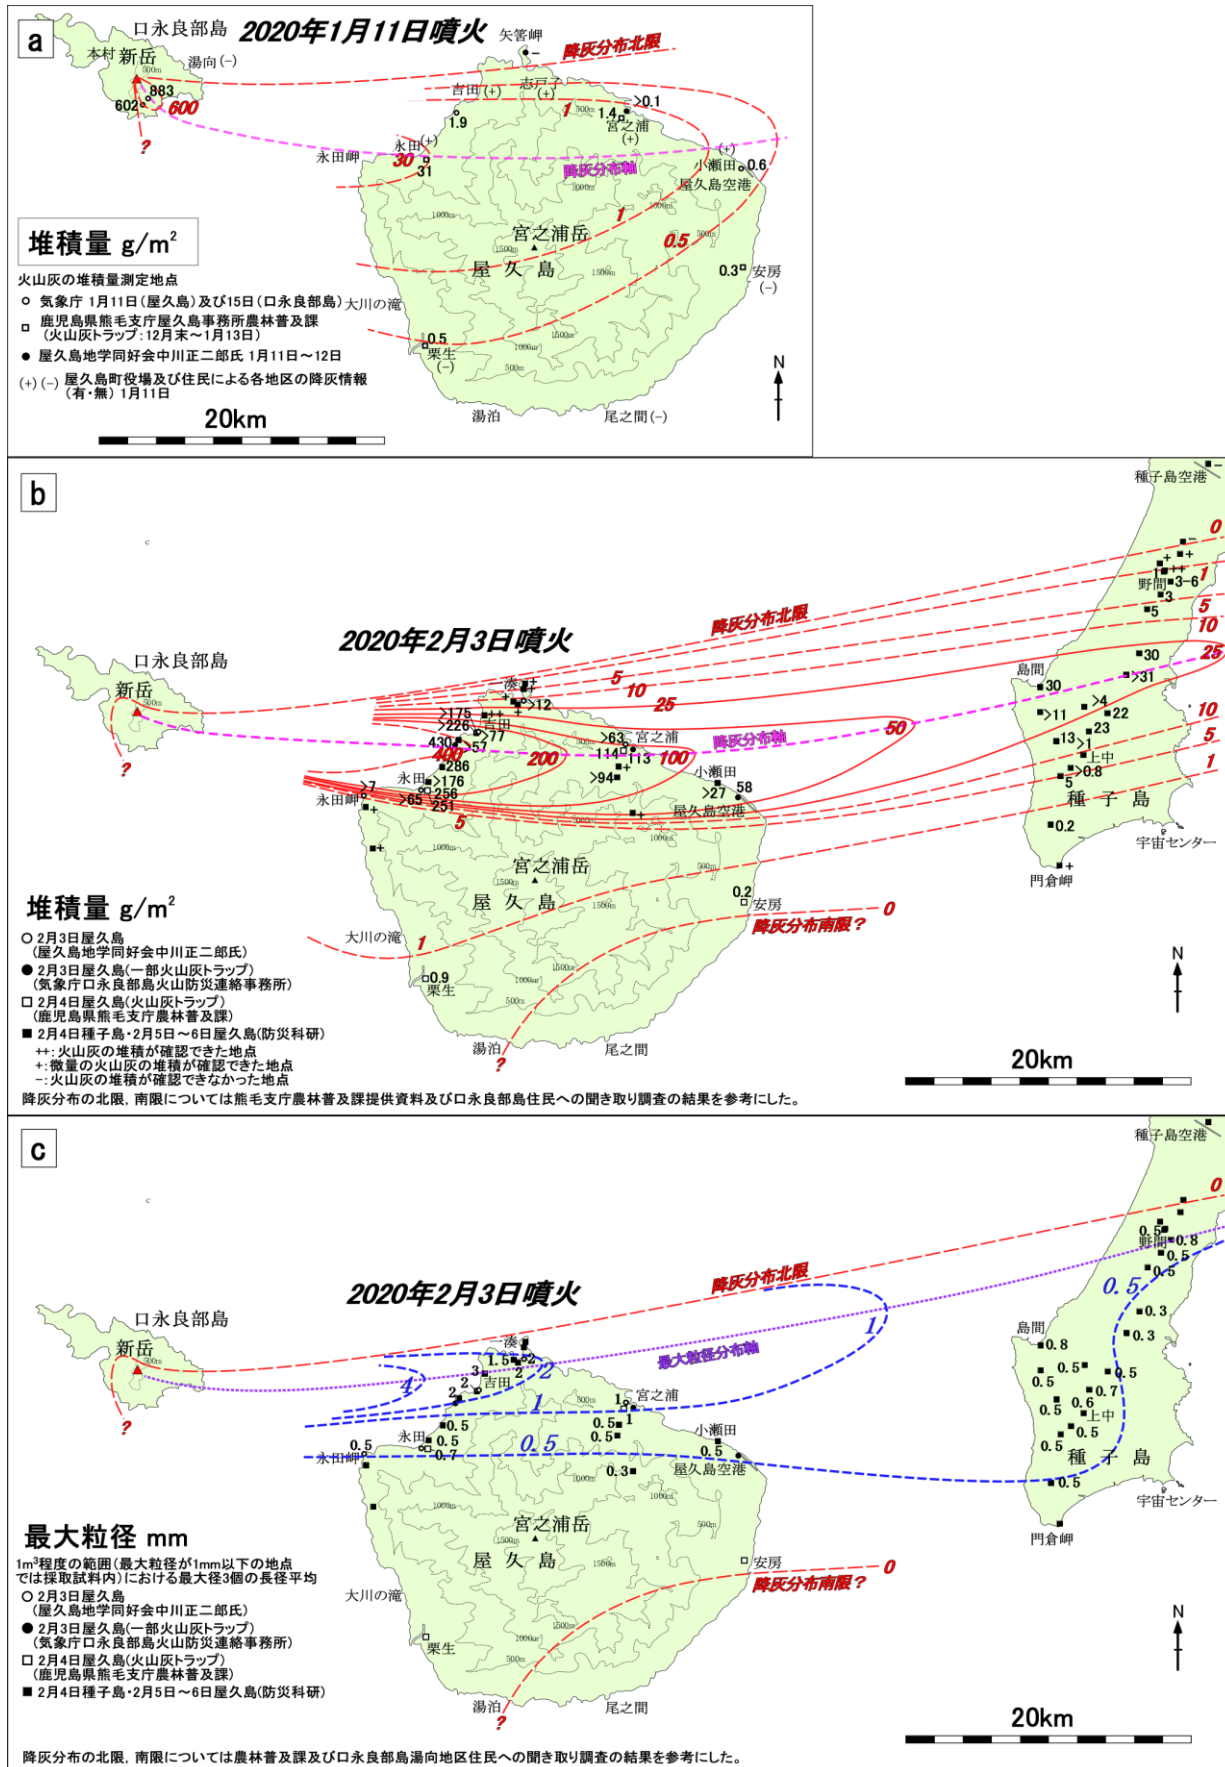 a
口永良部島
2020年1月11日噴火
矢筈岬
-
降灰分布北限
本村
新岳
500m
湯向(-)
883
602
600
?
吉田(+)
1.9
志戸子
(+)
1
500m
>0.1
1.4
宮之浦
(+)
永田(+)
永田岬
30
31
(+)
小瀬田
0.6
屋久島空港
降灰分布軸
1000m
1000m
1000m
1
0.5
500m
宮之浦岳
1500m
屋久島
1500m
0.3
安房
(-)
大川の滝
0.5
栗生
(-)
1000m
1500m
500m
湯泊
尾之間(-)
N
堆積量 g/m²
火山灰の堆積量測定地点
○ 気象庁 1月11日(屋久島)及び15日(口永良部島)
□ 鹿児島県熊毛支庁屋久島事務所農林普及課
(火山灰トラップ:12月末~1月13日)
● 屋久島地学同好会中川正二郎氏 1月11日~12日
(+)(-) 屋久島町役場及び住民による各地区の降灰情報
(有・無) 1月11日
20km
b
種子島空港
-
0
-
+
+
1
++
野間
3-6
1
3
5
5
10
降灰分布北限
2020年2月3日噴火
口永良部島
新岳
500m
?
一湊
+
+
5
10
25
>12
+
30
25
>31
島間
30
>175
++
吉田
>226
>77
430
>57
400
286
200
>63
宮之浦
114
113
100
50
降灰分布軸
>11
>4
22
13
23
>1
上中
>0.8
5
10
5
1
種子島
0.2
宇宙センター
+
門倉岬
永田
>176
>7
永田岬
>65
256
251
+
5
+
>94
小瀬田
>27
58
屋久島空港
500m
+
1000m
1000m
1000m
+
宮之浦岳
1500m
屋久島
1500m
500m
0.2
安房
0
降灰分布南限?
大川の滝
1
0.9
栗生
1000m
1500m
500m
湯泊
?
尾之間
N
20km
堆積量 g/m²
○ 2月3日屋久島
(屋久島地学同好会中川正二郎氏)
● 2月3日屋久島(一部火山灰トラップ)
(気象庁口永良部島火山防災連絡事務所)
□ 2月4日屋久島(火山灰トラップ)
(鹿児島県熊毛支庁農林普及課)
■ 2月4日種子島・2月5日~6日屋久島(防災科研)
++:火山灰の堆積が確認できた地点
+:微量の火山灰の堆積が確認できた地点
-:火山灰の堆積が確認できなかった地点
降灰分布の北限,南限については熊毛支庁農林普及課提供資料及び口永良部島住民への聞き取り調査の結果を参考にした。
c
種子島空港
0
0.5
野間
0.8
0.5
0.5
降灰分布北限
2020年2月3日噴火
口永良部島
新岳
500m
?
一湊
1.5
2
2
2
3
2
吉田
2
4
最大粒径分布軸
1
0.5
0.3
0.3
島間
0.8
0.5
0.5
0.5
0.7
0.5
0.6
上中
0.5
0.5
種子島
0.5
宇宙センター
門倉岬
1
500m
1
宮之浦
1
0.5
0.5
0.5
永田
0.5
0.7
0.5
永田岬
0.5
小瀬田
0.5
屋久島空港
0.3
1000m
1000m
1000m
宮之浦岳
1500m
屋久島
1500m
500m
安房
0
降灰分布南限?
大川の滝
栗生
1000m
1500m
500m
湯泊
?
尾之間
N
20km
最大粒径 mm
1m³程度の範囲(最大粒径が1mm以下の地点
では採取試料内)における最大径3個の長径平均
○ 2月3日屋久島
(屋久島地学同好会中川正二郎氏)
● 2月3日屋久島(一部火山灰トラップ)
(気象庁口永良部島火山防災連絡事務所)
□ 2月4日屋久島(火山灰トラップ)
(鹿児島県熊毛支庁農林普及課)
■ 2月4日種子島・2月5日~6日屋久島(防災科研)
降灰分布の北限,南限については農林普及課及び口永良部島湯向地区住民への聞き取り調査の結果を参考にした。